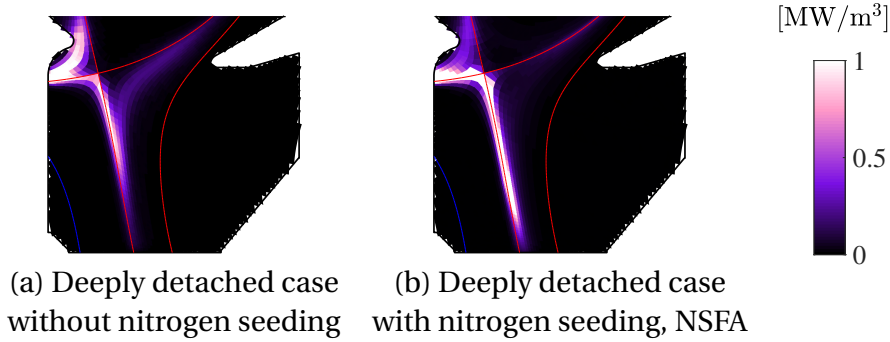 [MW/m³]
1
0.5
0
(a) Deeply detached case
without nitrogen seeding
(b) Deeply detached case
with nitrogen seeding, NSFA